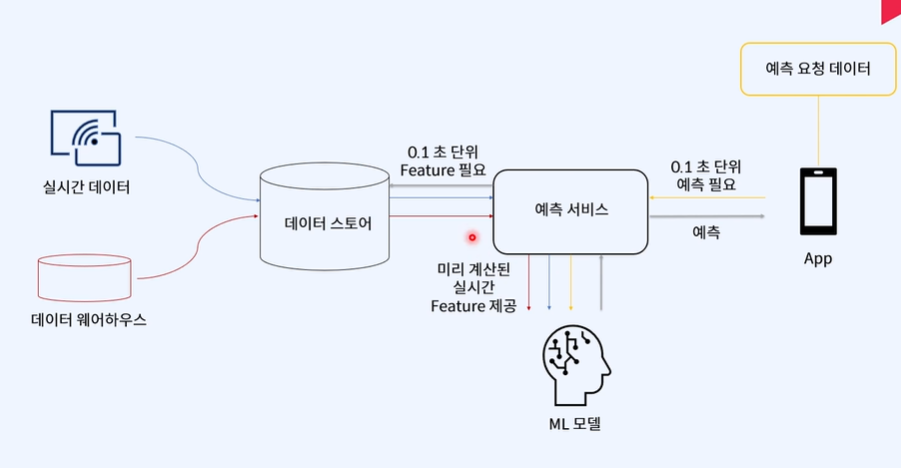 예측 요청 데이터
0.1 초 단위
Feature 필요
0.1 초 단위
예측 필요
실시간 데이터
데이터 스토어
예측 서비스
예측
App
미리 계산된
실시간
Feature 제공
데이터 웨어하우스
ML 모델